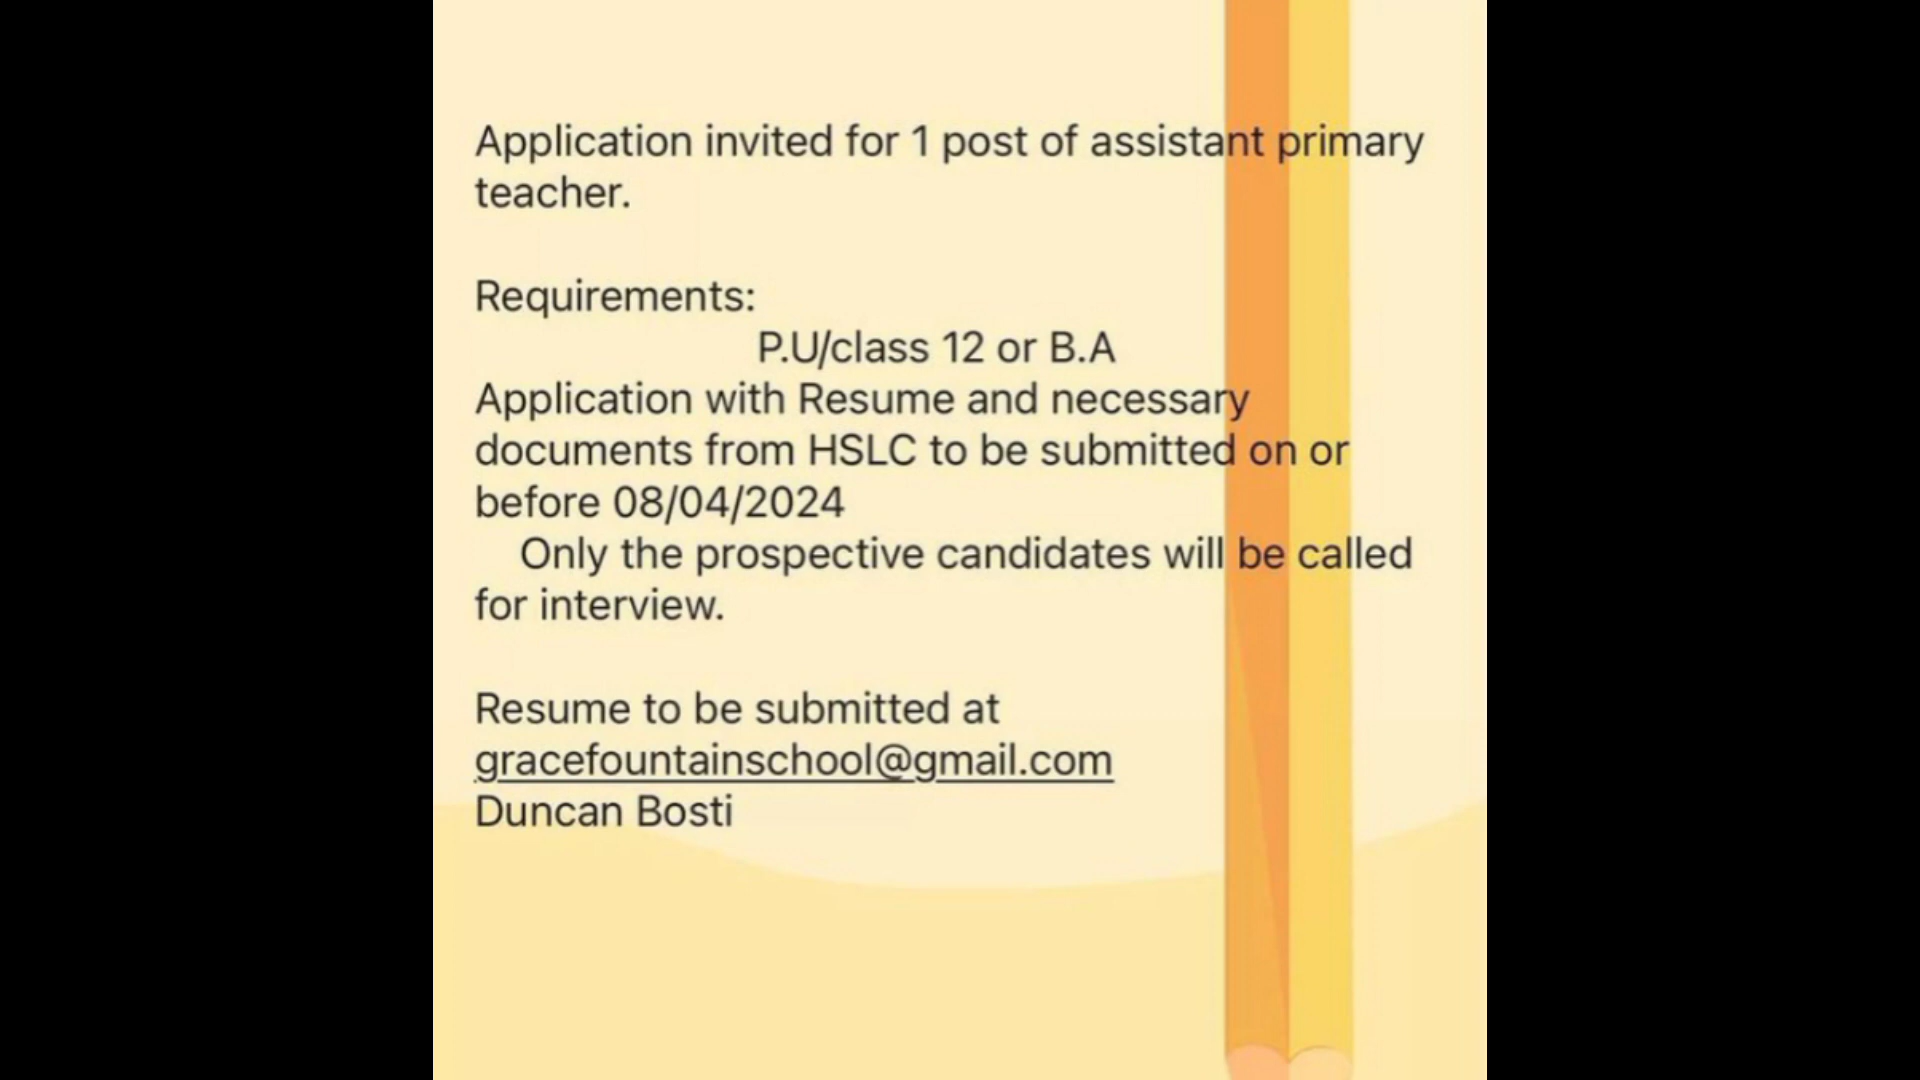 Application invited for 1 post of assistant primary
teacher.
Requirements:
P.U/class 12 or B.A
Application with Resume and necessary
documents from HSLC to be submitted on or
before 08/04/2024
Only the prospective candidates will be called
for interview.
Resume to be submitted at
gracefountainschool@gmail.com
Duncan Bosti